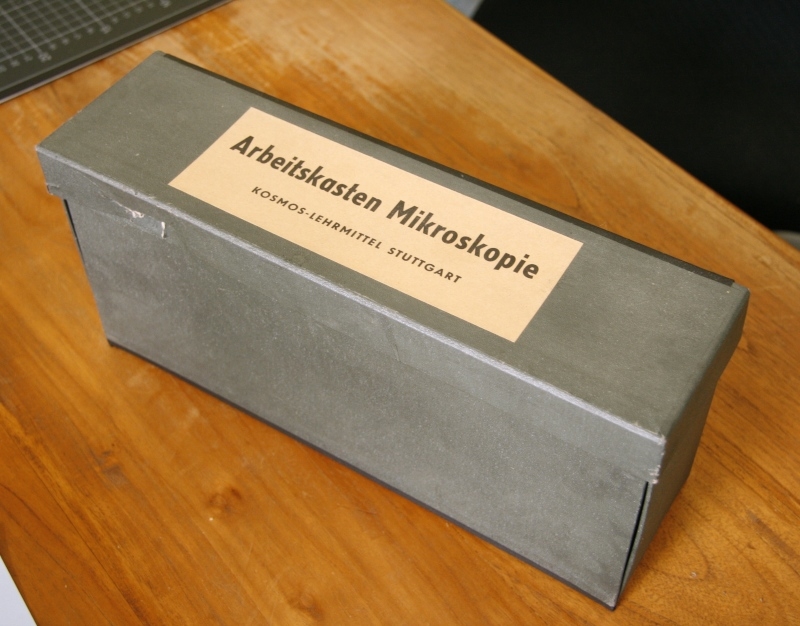 Arbeitskasten Mikroskopie
KOSMOS-LEHRMITTEL STUTTGART